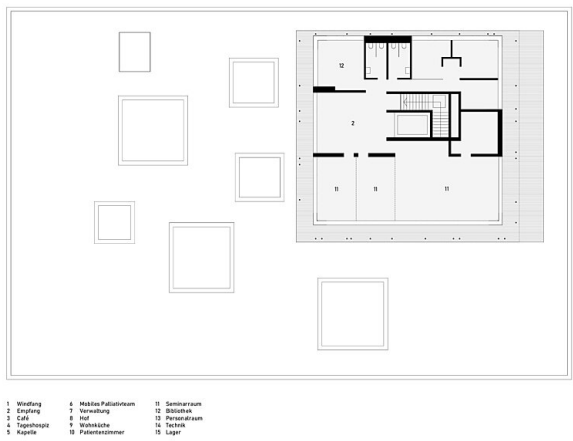 12
2
11 11 11
1 Windfang
2 Empfang
3 Café
4 Tageshospiz
5 Kapelle
6 Mobiles Palliativteam
7 Verwaltung
8 Hof
9 Wohnküche
10 Patientenzimmer
11 Seminarraum
12 Bibliothek
13 Personalraum
14 Technik
15 Lager